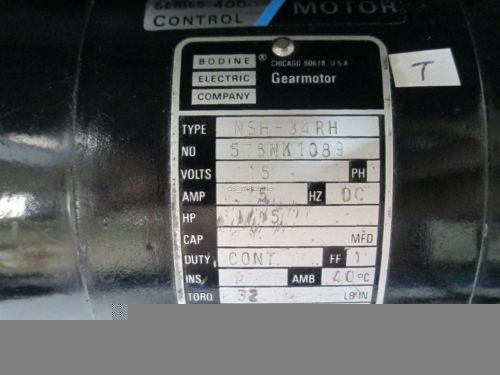 SERIES 400
CONTROL
MOTOR
BODINE ® CHICAGO 60618, U.S.A.
ELECTRIC Gearmotor
COMPANY
T
TYPE NSH-34RH
NO 575NK1089
VOLTS PH
AMP 5 HZ DC
HP
CAP MFD
DUTY CONT FF 1
INS. AMB 40°C
TORQ 32 LB IN